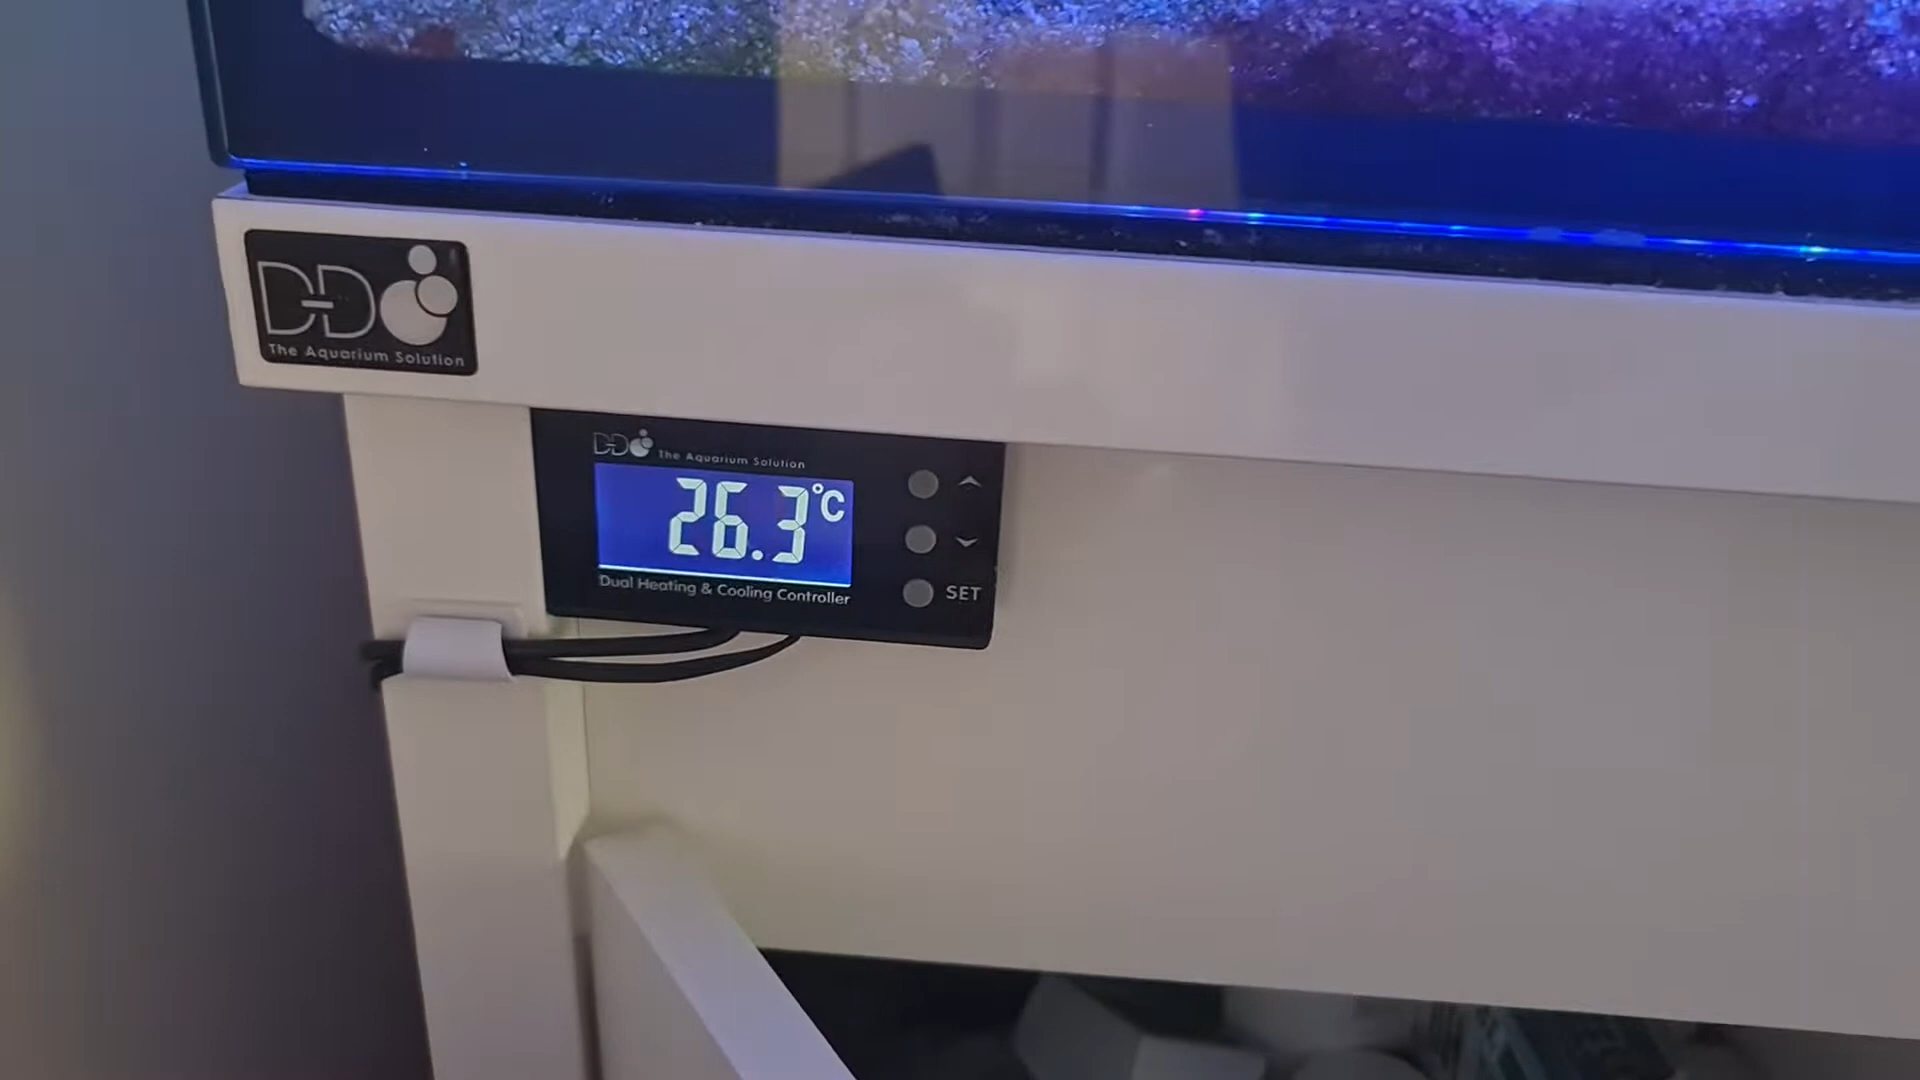 D-D
The Aquarium Solution
D-D The Aquarium Solution
26.3°C
Dual Heating & Cooling Controller
SET